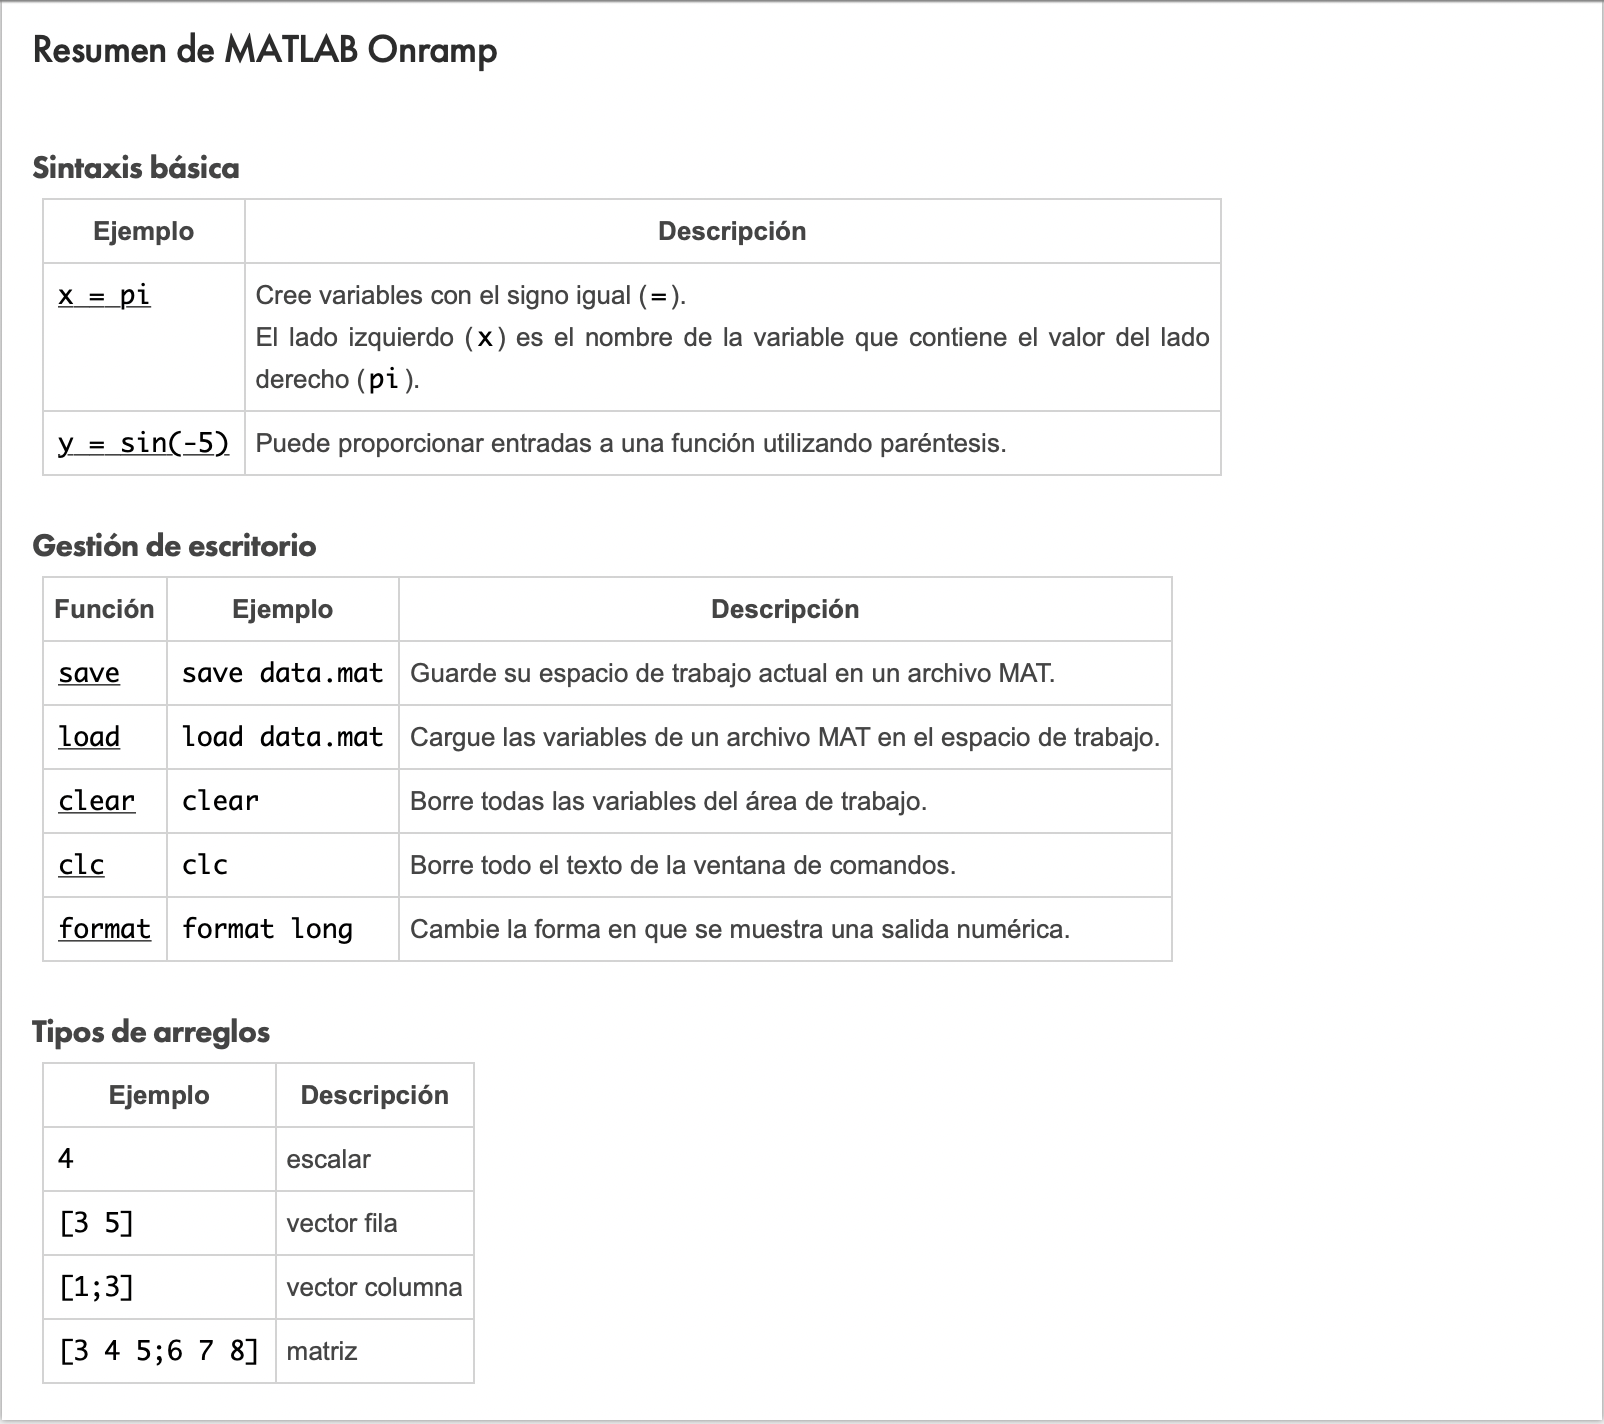 Resumen de MATLAB Onramp
Sintaxis básica
Ejemplo Descripción
x = pi Cree variables con el signo igual (=).
El lado izquierdo (x) es el nombre de la variable que contiene el valor del lado
derecho (pi).
y = sin(-5) Puede proporcionar entradas a una función utilizando paréntesis.
Gestión de escritorio
Función Ejemplo Descripción
save save data.mat Guarde su espacio de trabajo actual en un archivo MAT.
load load data.mat Cargue las variables de un archivo MAT en el espacio de trabajo.
clear clear Borre todas las variables del área de trabajo.
clc clc Borre todo el texto de la ventana de comandos.
format format long Cambie la forma en que se muestra una salida numérica.
Tipos de arreglos
Ejemplo Descripción
4 escalar
[3 5] vector fila
[1;3] vector columna
[3 4 5;6 7 8] matriz